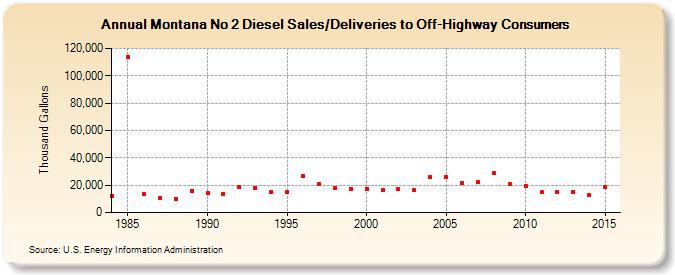 Annual Montana No 2 Diesel Sales/Deliveries to Off-Highway Consumers
Thousand Gallons
120,000
100,000
80,000
60,000
40,000
20,000
0
1985 1990 1995 2000 2005 2010 2015
Source: U.S. Energy Information Administration